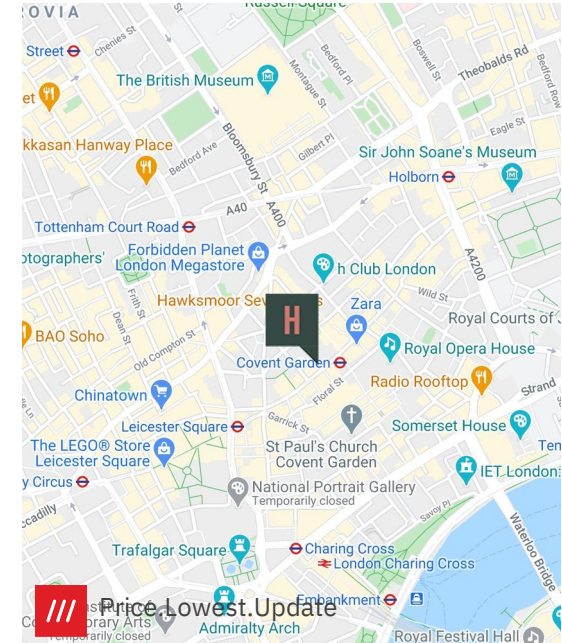 Russell Square
OVIA
Street
Chenies St
The British Museum
Montague St
Bedford Pl
Boswell St
Theobalds Rd
Bedford Row
et
kkasan Hanway Place
Bedford Ave
Bloomsbury St
Gilbert Pl
Eagle St
Sir John Soane's Museum
Holborn
A40
A400
Tottenham Court Road
Forbidden Planet
London Megastore
otographers'
h Club London
A4200
Frith St
Dean St
Hawksmoor Sev s
H
Zara
Wild St
Royal Courts of J
BAO Soho
Old Compton St
Covent Garden
Royal Opera House
Radio Rooftop
Floral St
Strand
Chinatown
Leicester Square
Garrick St
Somerset House
The LEGO® Store
Leicester Square
St Paul's Church
Covent Garden
Tem
IET London:
y Circus
National Portrait Gallery
Temporarily closed
ccadilly
Savoy Pl
Waterloo Bridge
Trafalgar Square
Charing Cross
London Charing Cross
/// Price.Lowest.Update
Embankment
Temporarily closed
Admiralty Arch
Royal Festival Hall